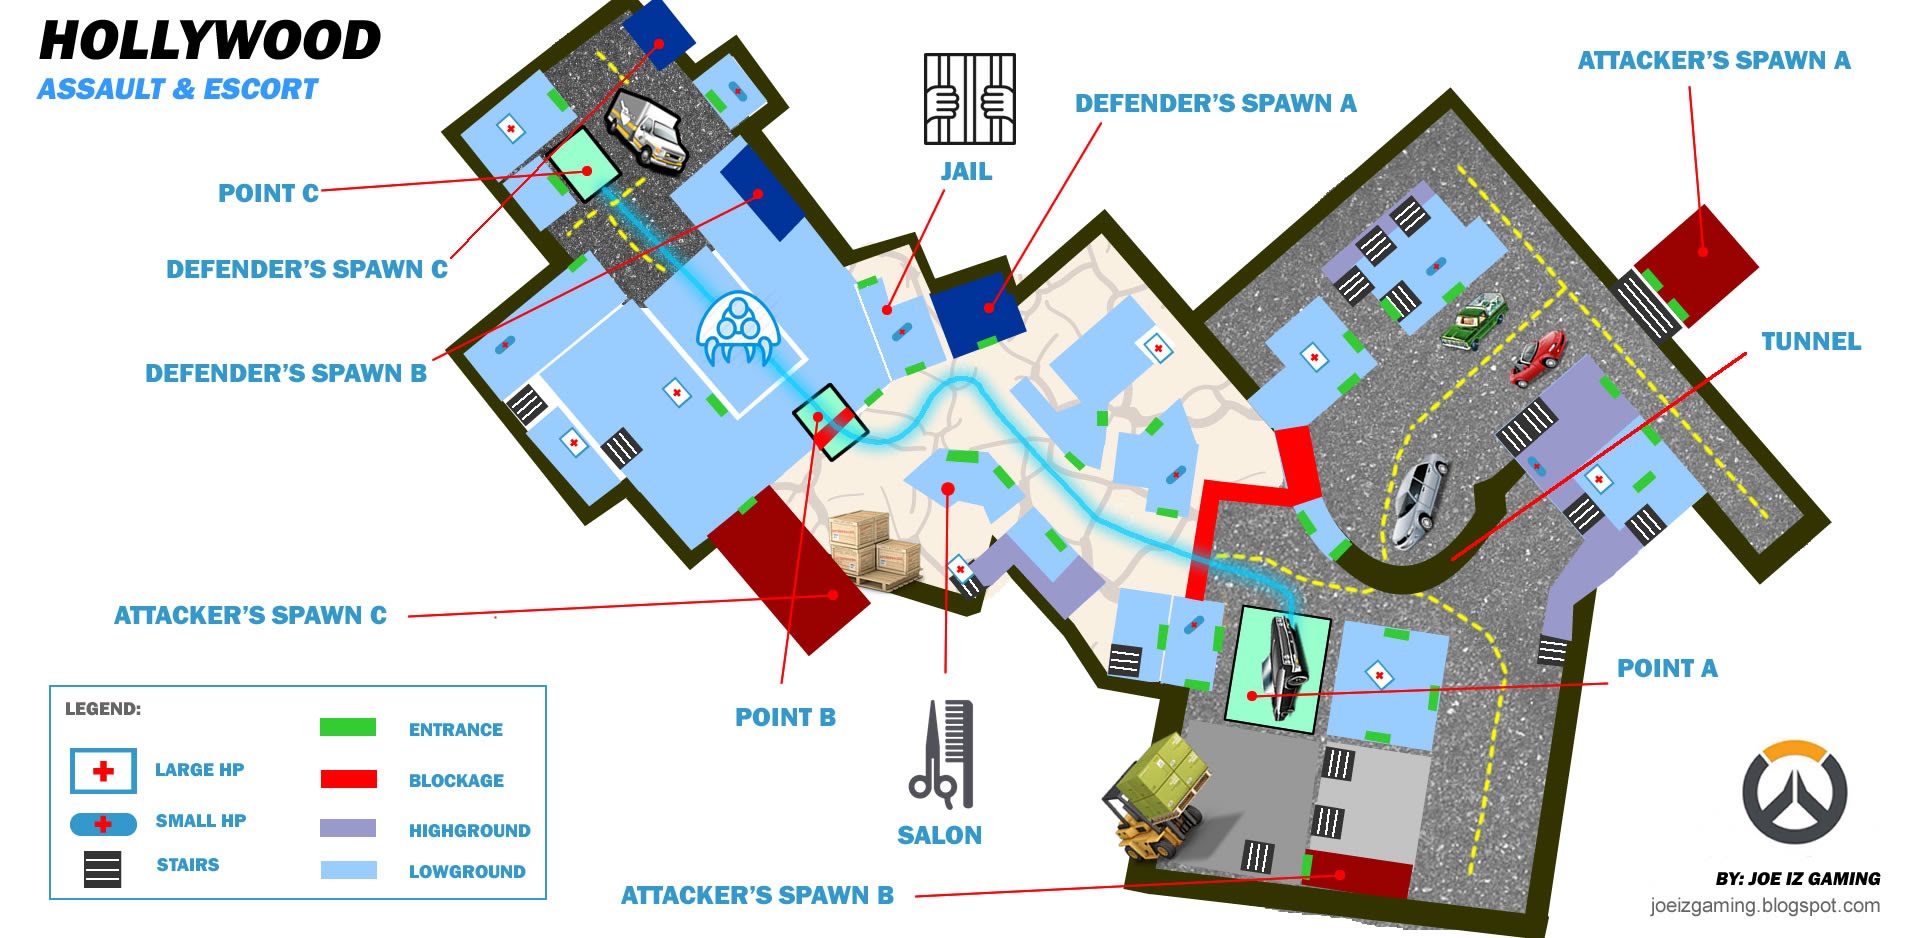 HOLLYWOOD
ASSAULT & ESCORT
ATTACKER'S SPAWN A
DEFENDER'S SPAWN A
JAIL
POINT C
DEFENDER'S SPAWN C
TUNNEL
DEFENDER'S SPAWN B
ATTACKER'S SPAWN C
POINT A
POINT B
SALON
ATTACKER'S SPAWN B
LEGEND:
LARGE HP
SMALL HP
STAIRS
ENTRANCE
BLOCKAGE
HIGHGROUND
LOWGROUND
BY: JOE IZ GAMING
joeizgaming.blogspot.com